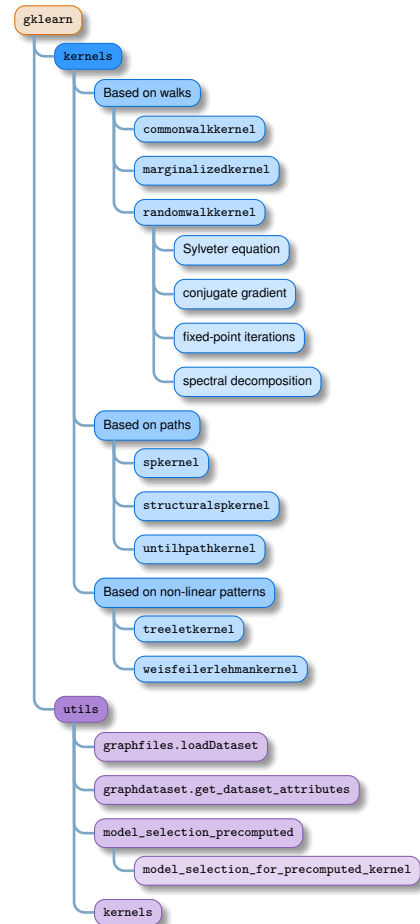 gklearn
kernels
Based on walks
commonwalkkernel
marginalizedkernel
randomwalkkernel
Sylveter equation
conjugate gradient
fixed-point iterations
spectral decomposition
Based on paths
spkernel
structuralspkernel
untilhpathkernel
Based on non-linear patterns
treeletkernel
weisfeilerlehmankernel
utils
graphfiles.loadDataset
graphdataset.get_dataset_attributes
model_selection_precomputed
model_selection_for_precomputed_kernel
kernels